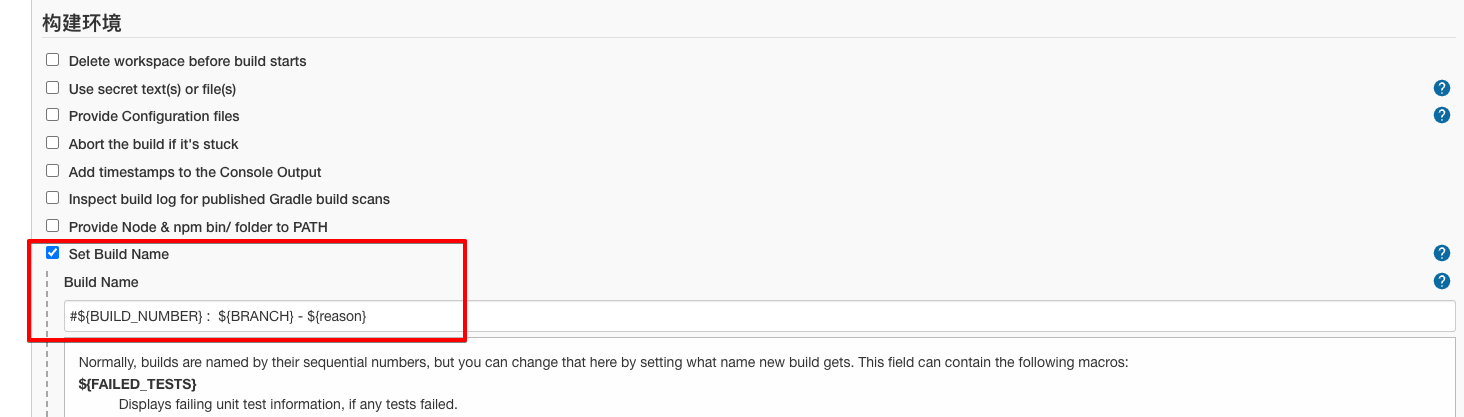 构建环境
Delete workspace before build starts
Use secret text(s) or file(s)
?
Provide Configuration files
?
Abort the build if it's stuck
Add timestamps to the Console Output
Inspect build log for published Gradle build scans
Provide Node & npm bin/ folder to PATH
Set Build Name
?
Build Name
?
#${BUILD_NUMBER} : ${BRANCH} - ${reason}
Normally, builds are named by their sequential numbers, but you can change that here by setting what name new build gets. This field can contain the following macros:
${FAILED_TESTS}
Displays failing unit test information, if any tests failed.